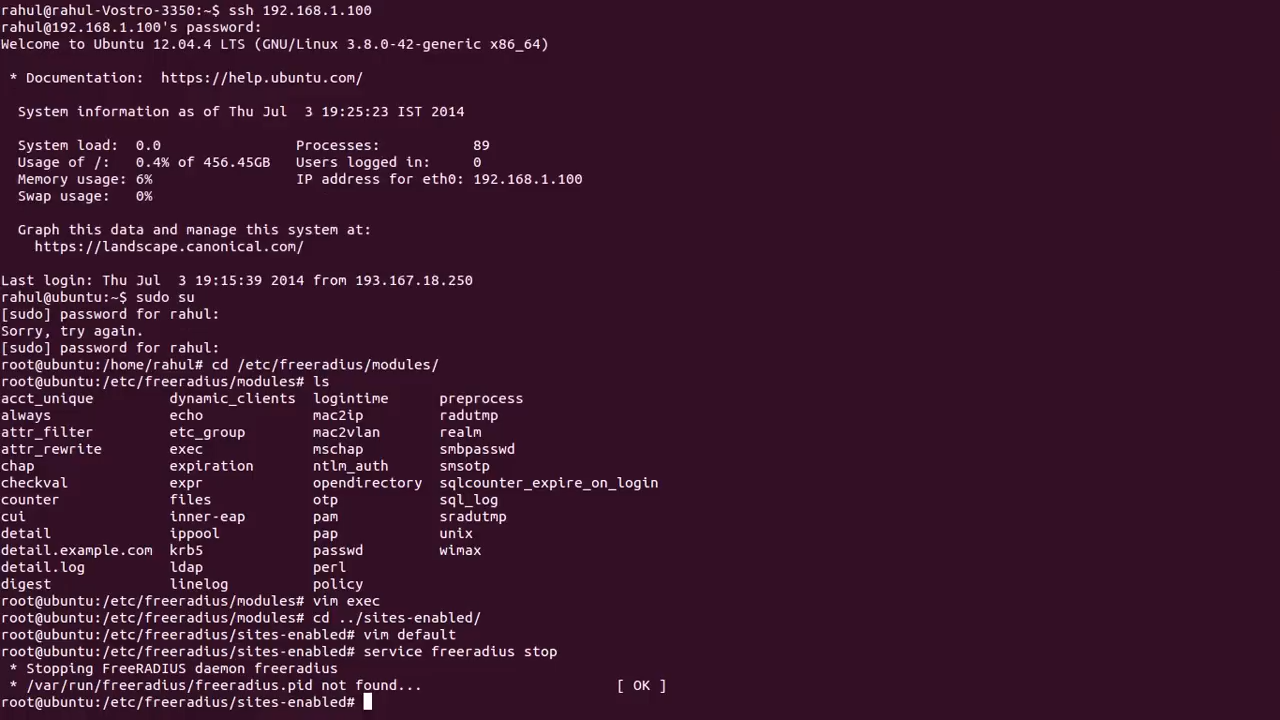 rahul@rahul-Vostro-3350:~$ ssh 192.168.1.100
rahul@192.168.1.100's password:
Welcome to Ubuntu 12.04.4 LTS (GNU/Linux 3.8.0-42-generic x86_64)
* Documentation:  https://help.ubuntu.com/
System information as of Thu Jul  3 19:25:23 IST 2014
System load:  0.0                Processes:           89
Usage of /:   0.4% of 456.45GB   Users logged in:     0
Memory usage: 6%                 IP address for eth0: 192.168.1.100
Swap usage:   0%
Graph this data and manage this system at:
https://landscape.canonical.com/
Last login: Thu Jul  3 19:15:39 2014 from 193.167.18.250
rahul@ubuntu:~$ sudo su
[sudo] password for rahul:
Sorry, try again.
[sudo] password for rahul:
root@ubuntu:/home/rahul# cd /etc/freeradius/modules/
root@ubuntu:/etc/freeradius/modules# ls
acct_unique         dynamic_clients  logintime      preprocess
always              echo             mac2ip         radutmp
attr_filter         etc_group        mac2vlan       realm
attr_rewrite        exec             mschap         smbpasswd
chap                expiration       ntlm_auth      smsotp
checkval            expr             opendirectory  sqlcounter_expire_on_login
counter             files            otp            sql_log
cui                 inner-eap        pam            sradutmp
detail              ippool           pap            unix
detail.example.com  krb5             passwd         wimax
detail.log          ldap             perl
digest              linelog          policy
root@ubuntu:/etc/freeradius/modules# vim exec
root@ubuntu:/etc/freeradius/modules# cd ../sites-enabled/
root@ubuntu:/etc/freeradius/sites-enabled# vim default
root@ubuntu:/etc/freeradius/sites-enabled# service freeradius stop
* Stopping FreeRADIUS daemon freeradius
* /var/run/freeradius/freeradius.pid not found...                       [ OK ]
root@ubuntu:/etc/freeradius/sites-enabled#